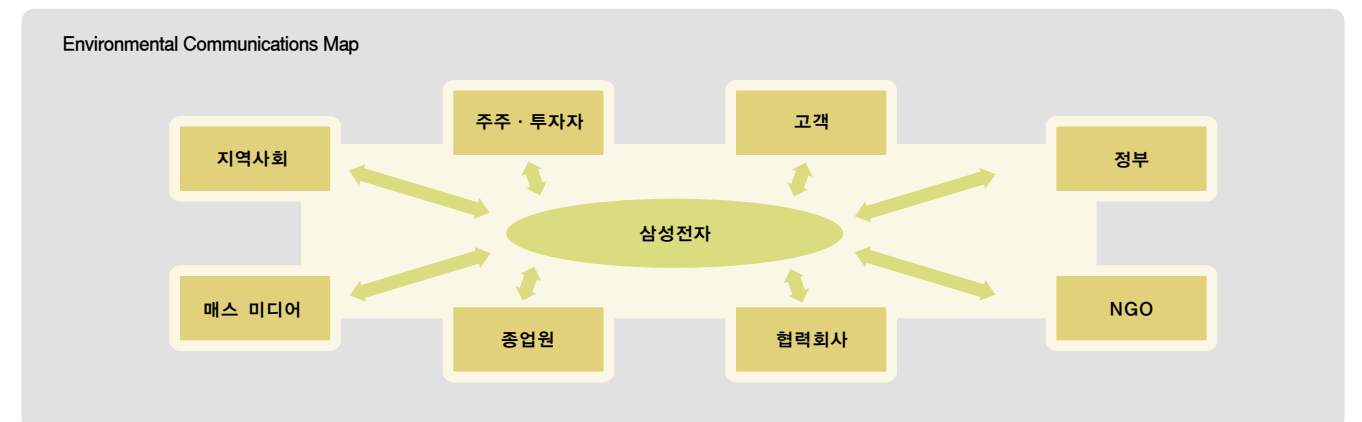 Environmental Communications Map
주주 · 투자자
고객
지역사회
정부
삼성전자
매스 미디어
NGO
종업원
협력회사